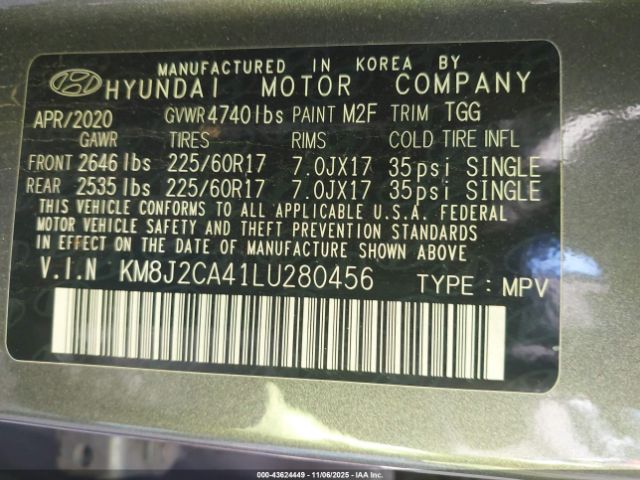 MANUFACTURED IN KOREA BY
HYUNDAI MOTOR COMPANY
APR/2020 GVWR 4740 lbs PAINT M2F TRIM TGG
GAWR TIRES RIMS COLD TIRE INFL
FRONT 2646 lbs 225/60R17 7.0JX17 35psi SINGLE
REAR 2535 lbs 225/60R17 7.0JX17 35psi SINGLE
THIS VEHICLE CONFORMS TO ALL APPLICABLE U.S.A. FEDERAL
MOTOR VEHICLE SAFETY, BUMPER, AND THEFT PREVENTION STANDARDS
IN EFFECT ON THE DATE OF MANUFACTURE SHOWN ABOVE
V.I.N KM8J2CA41LU280456 TYPE : MPV
000-43624449 - 11/06/2025 - IAA Inc.